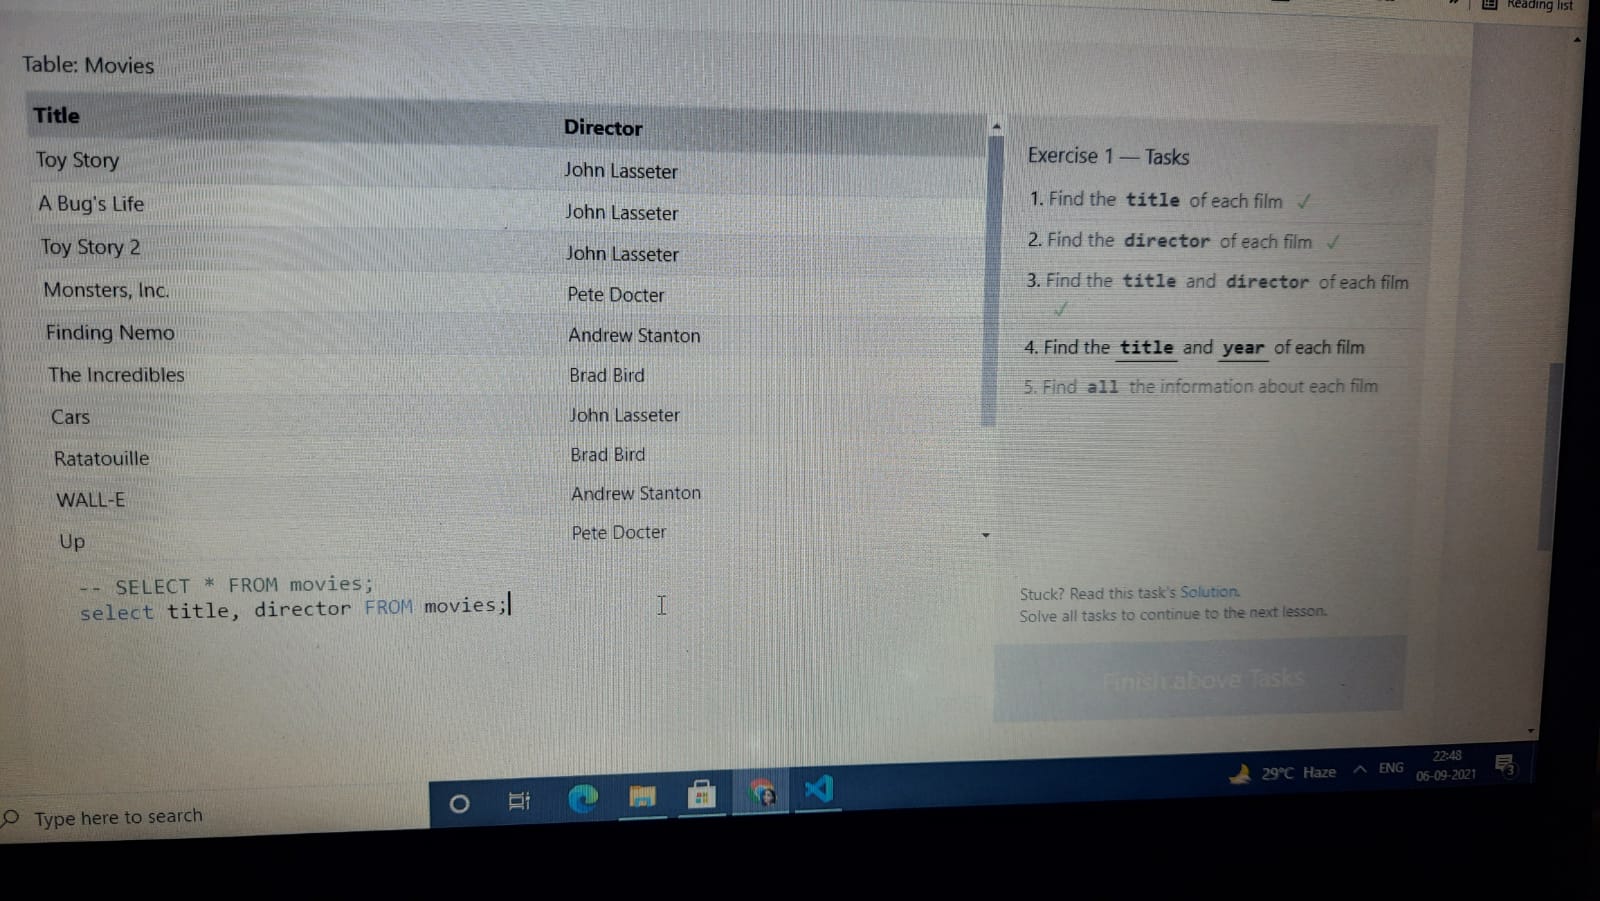 Reading list
Table: Movies
Title Director
Toy Story John Lasseter
A Bug's Life John Lasseter
Toy Story 2 John Lasseter
Monsters, Inc. Pete Docter
Finding Nemo Andrew Stanton
The Incredibles Brad Bird
Cars John Lasseter
Ratatouille Brad Bird
WALL-E Andrew Stanton
Up Pete Docter
-- SELECT * FROM movies;
select title, director FROM movies;
Exercise 1 — Tasks
1. Find the title of each film ✓
2. Find the director of each film ✓
3. Find the title and director of each film
✓
4. Find the title and year of each film
5. Find all the information about each film
Stuck? Read this task's Solution.
Solve all tasks to continue to the next lesson.
Finish above Tasks
Type here to search
29°C Haze
ENG
22:48
06-09-2021
3